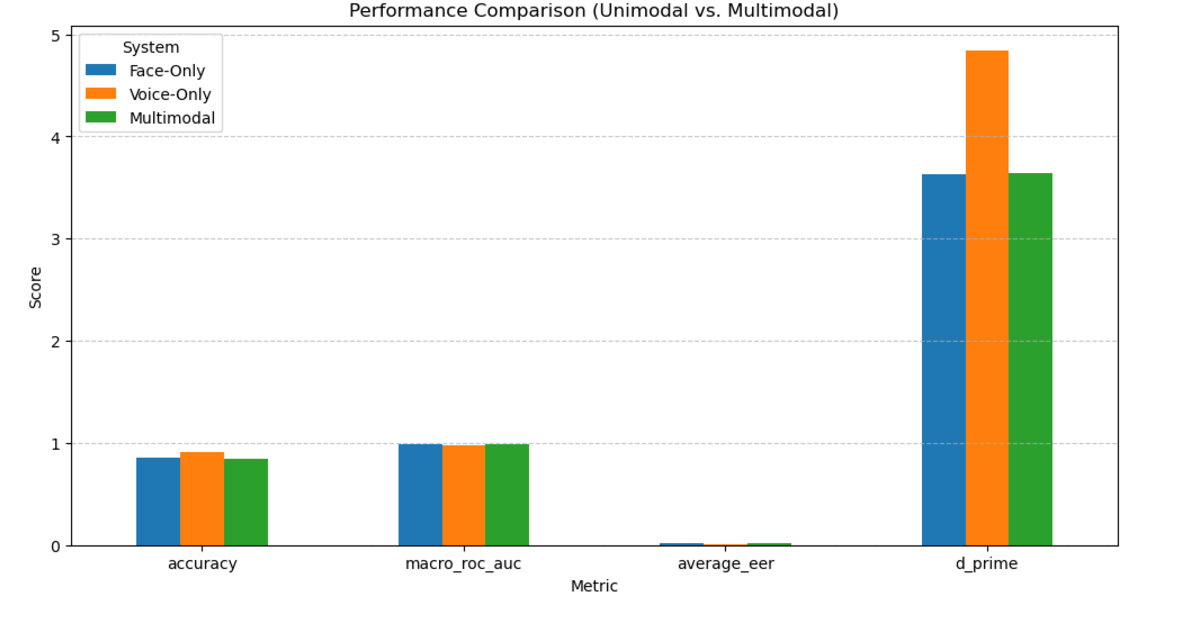 Performance Comparison (Unimodal vs. Multimodal)
System
Face-Only
Voice-Only
Multimodal
5
4
3
2
1
0
Score
accuracy
macro_roc_auc
average_eer
d_prime
Metric